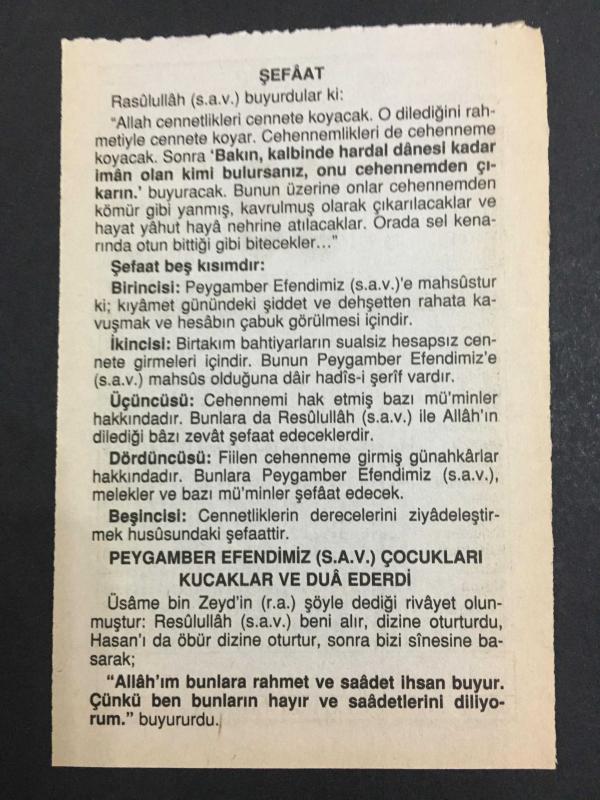 ŞEFÂAT
Rasûlullâh (s.a.v.) buyurdular ki:
"Allah cennetlikleri cennete koyacak. O dilediğini rah-
metiyle cennete koyar. Cehennemlikleri de cehenneme
koyacak. Sonra 'Bakın, kalbinde hardal dânesi kadar
imân olan kimi bulursanız, onu cehennemden çı-
karın.' buyuracak. Bunun üzerine onlar cehennemden
kömür gibi yanmış, kavrulmuş olarak çıkarılacaklar ve
hayat yâhut hayâ nehrine atılacaklar. Orada sel kena-
rında otun bittiği gibi bitecekler..."
Şefaat beş kısımdır:
Birincisi: Peygamber Efendimiz (s.a.v.)'e mahsûstur
ki; kıyâmet günündeki şiddet ve dehşetten rahata ka-
vuşmak ve hesâbın çabuk görülmesi içindir.
İkincisi: Birtakım bahtiyarların sualsiz hesapsız cen-
nete girmeleri içindir. Bunun Peygamber Efendimiz'e
(s.a.v.) mahsûs olduğuna dâir hadîs-i şerîf vardır.
Üçüncüsü: Cehennemi hak etmiş bazı mü'minler
hakkındadır. Bunlara da Resûlullâh (s.a.v.) ile Allâh'ın
dilediği bâzı zevât şefaat edeceklerdir.
Dördüncüsü: Fiilen cehenneme girmiş günahkârlar
hakkındadır. Bunlara Peygamber Efendimiz (s.a.v.),
melekler ve bazı mü'minler şefâat edecek.
Beşincisi: Cennetliklerin derecelerini ziyâdeleştir-
mek husûsundaki şefaattir.
PEYGAMBER EFENDİMİZ (S.A.V.) ÇOCUKLARI
KUCAKLAR VE DUÂ EDERDİ
Üsâme bin Zeyd'in (r.a.) şöyle dediği rivâyet olun-
muştur: Resûlullâh (s.a.v.) beni alır, dizine oturturdu,
Hasan'ı da öbür dizine oturtur, sonra bizi sînesine ba-
sarak;
"Allâh'ım bunlara rahmet ve saâdet ihsan buyur.
Çünkü ben bunların hayır ve saâdetlerini diliyo-
rum." buyururdu.